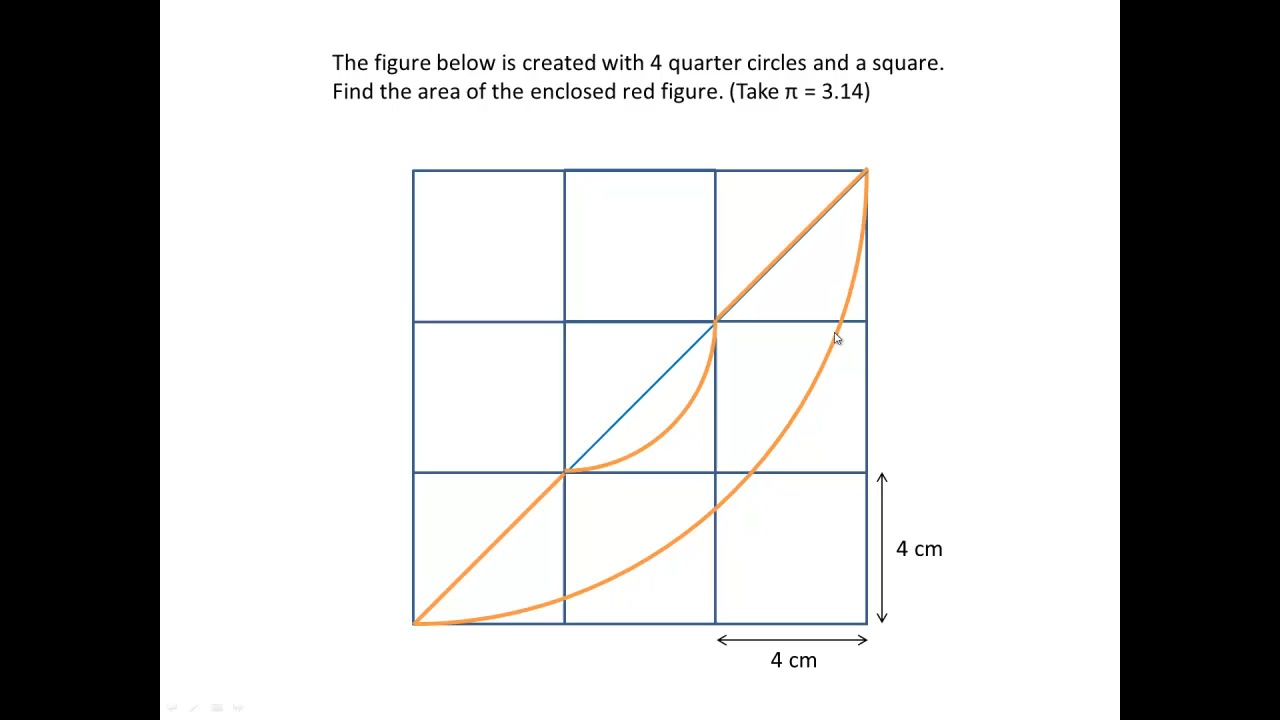 The figure below is created with 4 quarter circles and a square.
Find the area of the enclosed red figure. (Take π = 3.14)
4 cm
4 cm